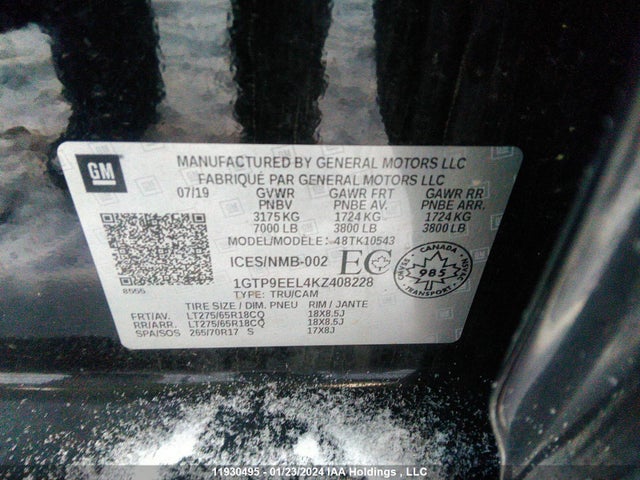 GM
MANUFACTURED BY GENERAL MOTORS LLC
FABRIQUÉ PAR GENERAL MOTORS LLC
07/19 GVWR GAWR FRT GAWR RR
PNBV PNBE AV. PNBE ARR.
3175 KG 1724 KG 1724 KG
7000 LB 3800 LB 3800 LB
MODEL/MODÈLE: 48TK10543
ICES/NMB-002 EC
CANADA
985
TRANSPORT
8555
1GTP9EEL4KZ408228
TYPE: TRU/CAM
TIRE SIZE / DIM. PNEU RIM / JANTE
FRT/AV. LT275/65R18CQ 18X8.5J
RR/ARR. LT275/65R18CQ 18X8.5J
SPA/SOS 265/70R17 S 17X8J
11930495 - 01/23/2024 IAA Holdings , LLC